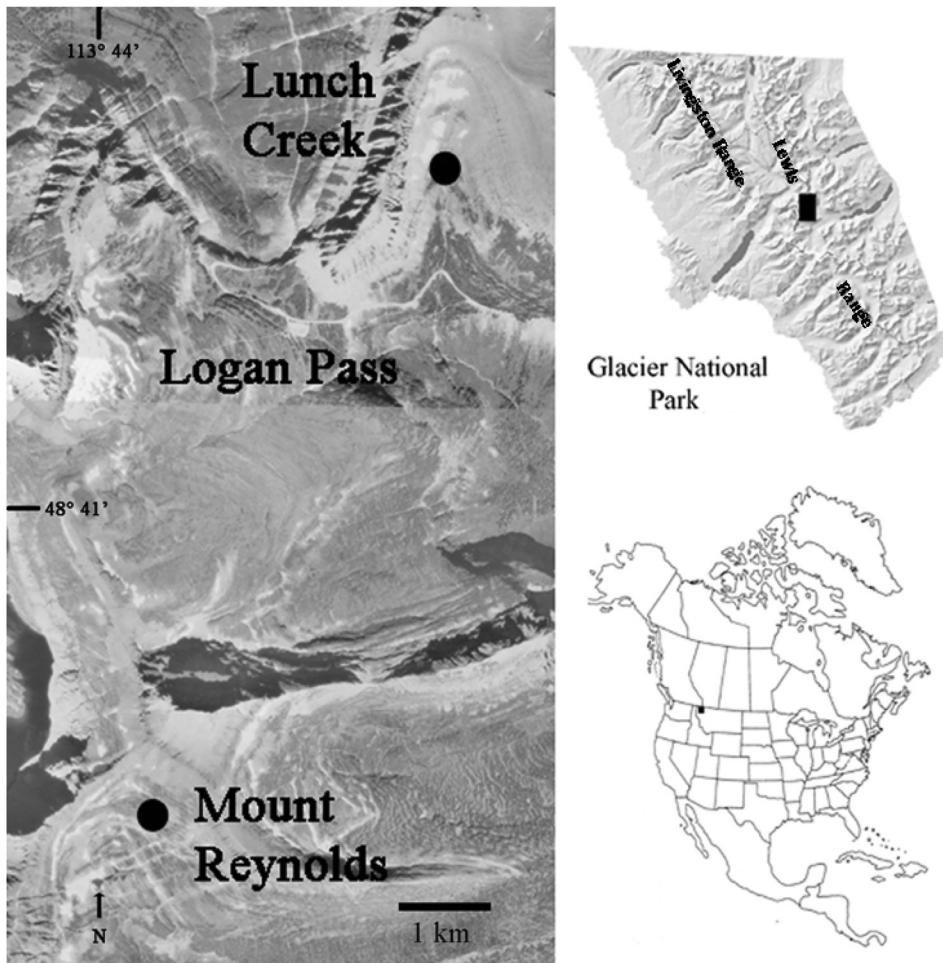 113° 44’
Lunch
Creek
Logan Pass
48° 41’
Mount
Reynolds
N
1 km
Livingston Range
Lewis
Range
Glacier National
Park